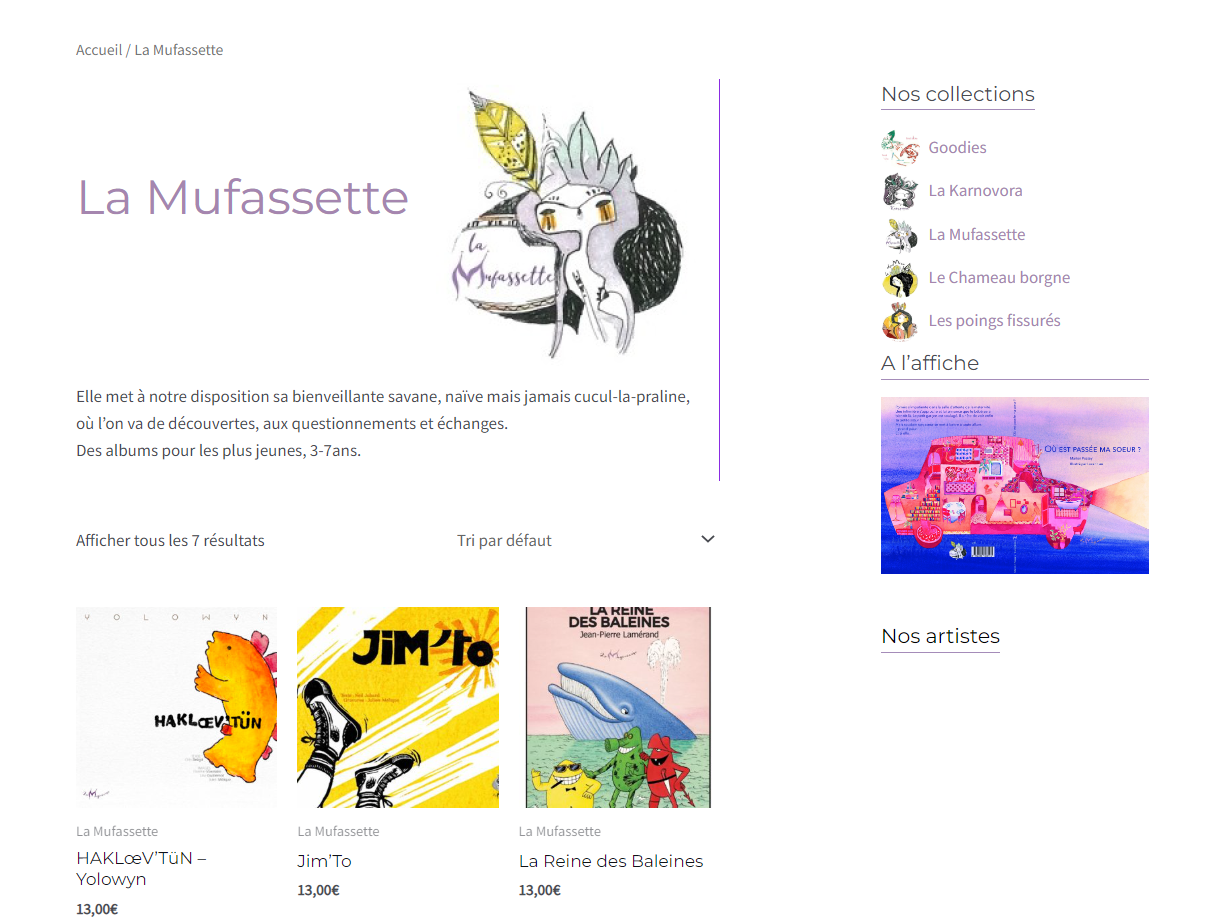 Accueil / La Mufassette
La Mufassette
la
Mufassette
Elle met à notre disposition sa bienveillante savane, naïve mais jamais cucul-la-praline,
où l’on va de découvertes, aux questionnements et échanges.
Des albums pour les plus jeunes, 3-7ans.
Afficher tous les 7 résultats
Tri par défaut
YOLOWYN
HAKLŒV'TÜN
JiM'To
LA REINE
DES BALEINES
Jean-Pierre Lamérand
La Mufassette
HAKLœV’TüN –
Yolowyn
13,00€
La Mufassette
Jim’To
13,00€
La Mufassette
La Reine des Baleines
13,00€
Nos collections
Goodies
La Karnovora
La Mufassette
Le Chameau borgne
Les poings fissurés
A l’affiche
OÙ EST PASSÉE MA SOEUR ?
Nos artistes